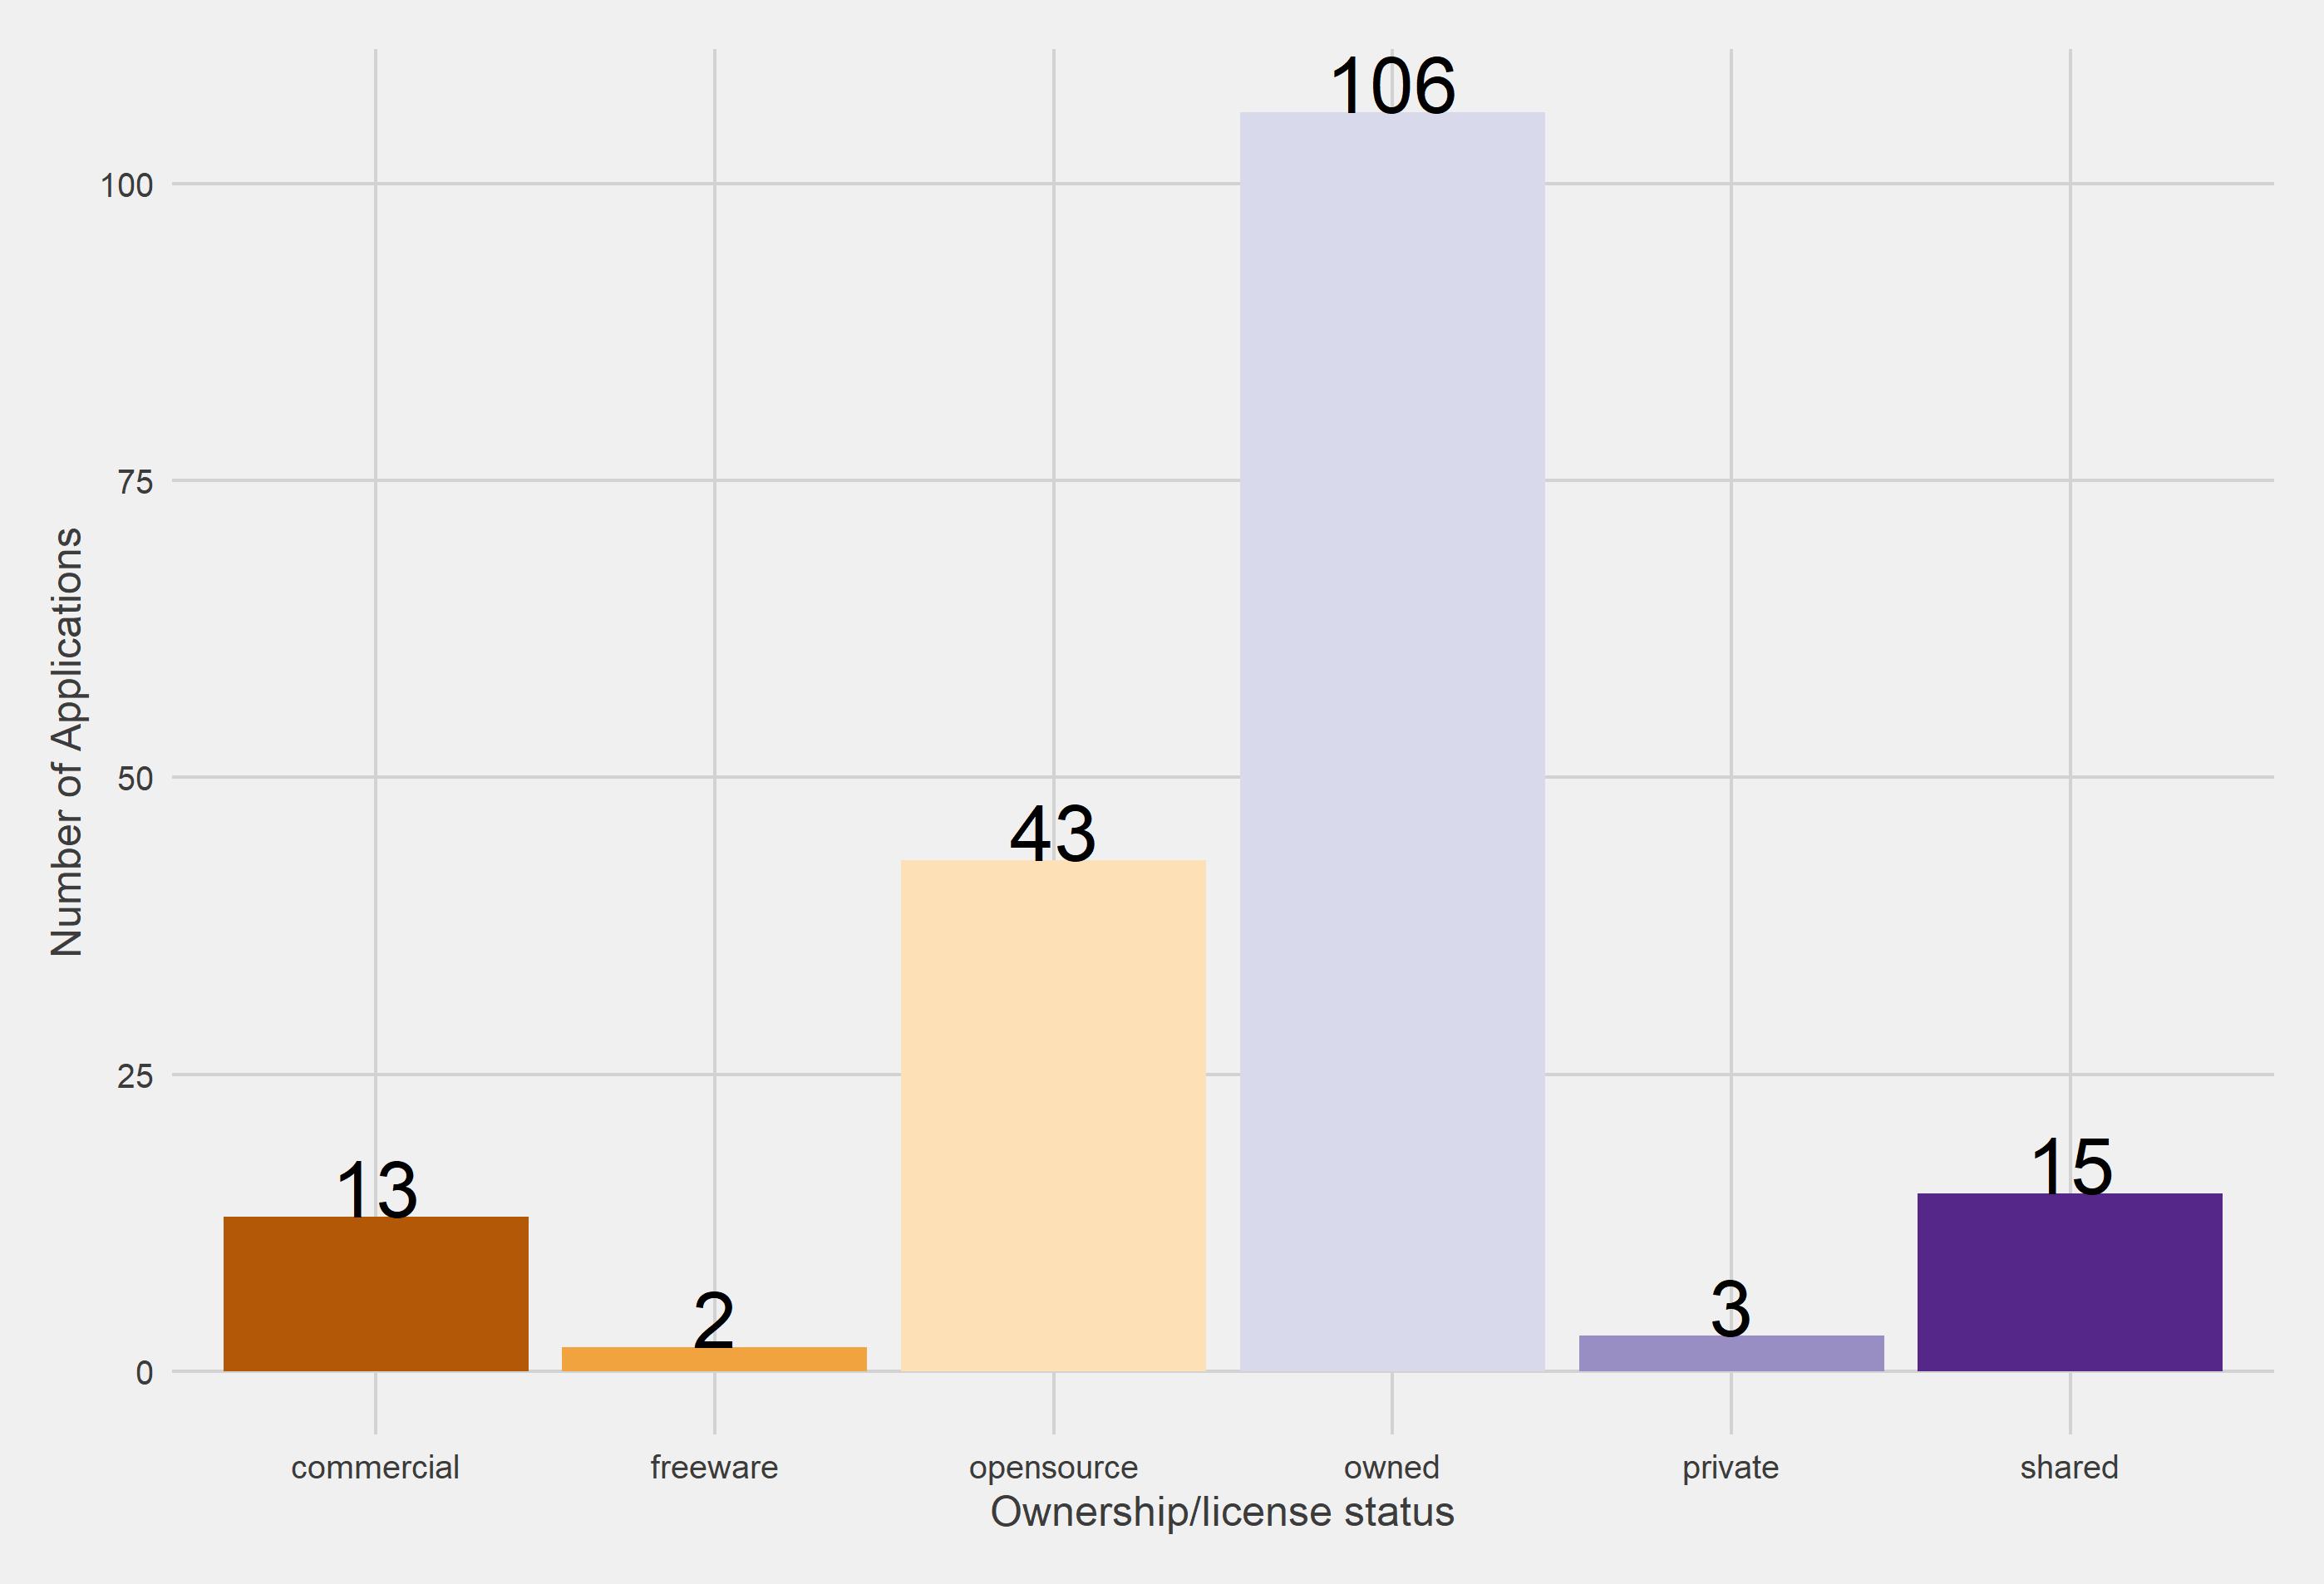 106
100
75
50
43
25
13
2
3
15
0
Number of Applications
commercial
freeware
opensource
owned
private
shared
Ownership/license status